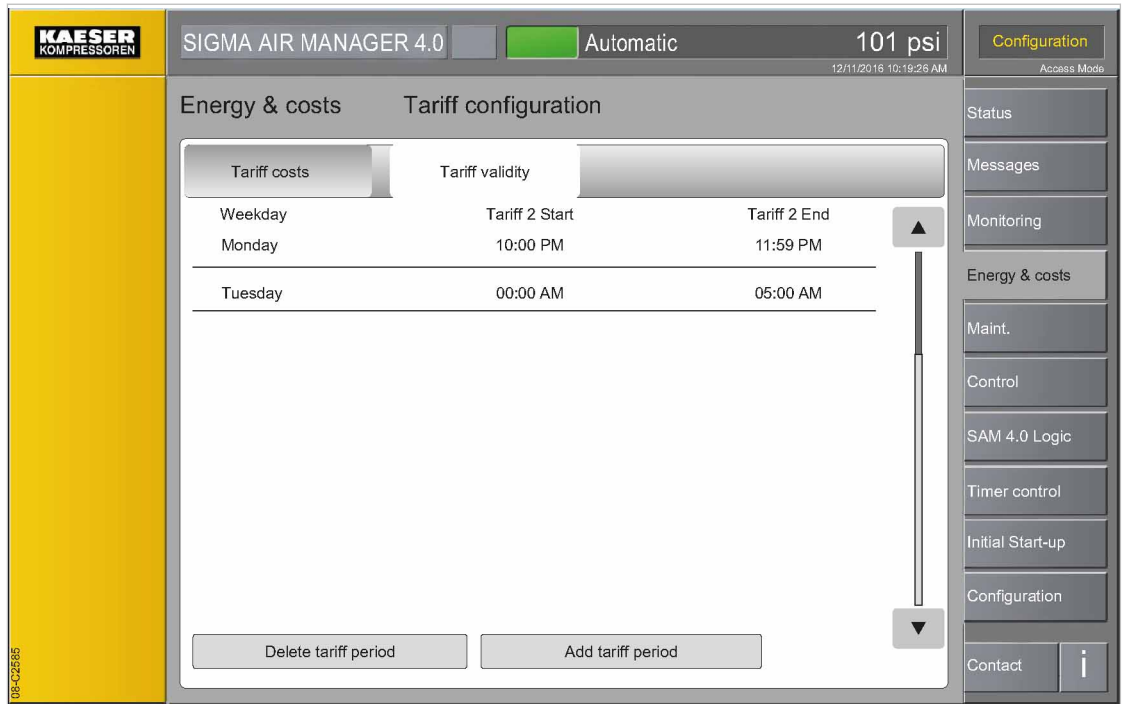 KAESER
KOMPRESSOREN
SIGMA AIR MANAGER 4.0
Automatic
101 psi
12/11/2016 10:19:26 AM
Configuration
Access Mode
Energy & costs Tariff configuration
Tariff costs Tariff validity
Weekday Tariff 2 Start Tariff 2 End
Monday 10:00 PM 11:59 PM
Tuesday 00:00 AM 05:00 AM
Delete tariff period Add tariff period
Status
Messages
Monitoring
Energy & costs
Maint.
Control
SAM 4.0 Logic
Timer control
Initial Start-up
Configuration
Contact i
08-C2585